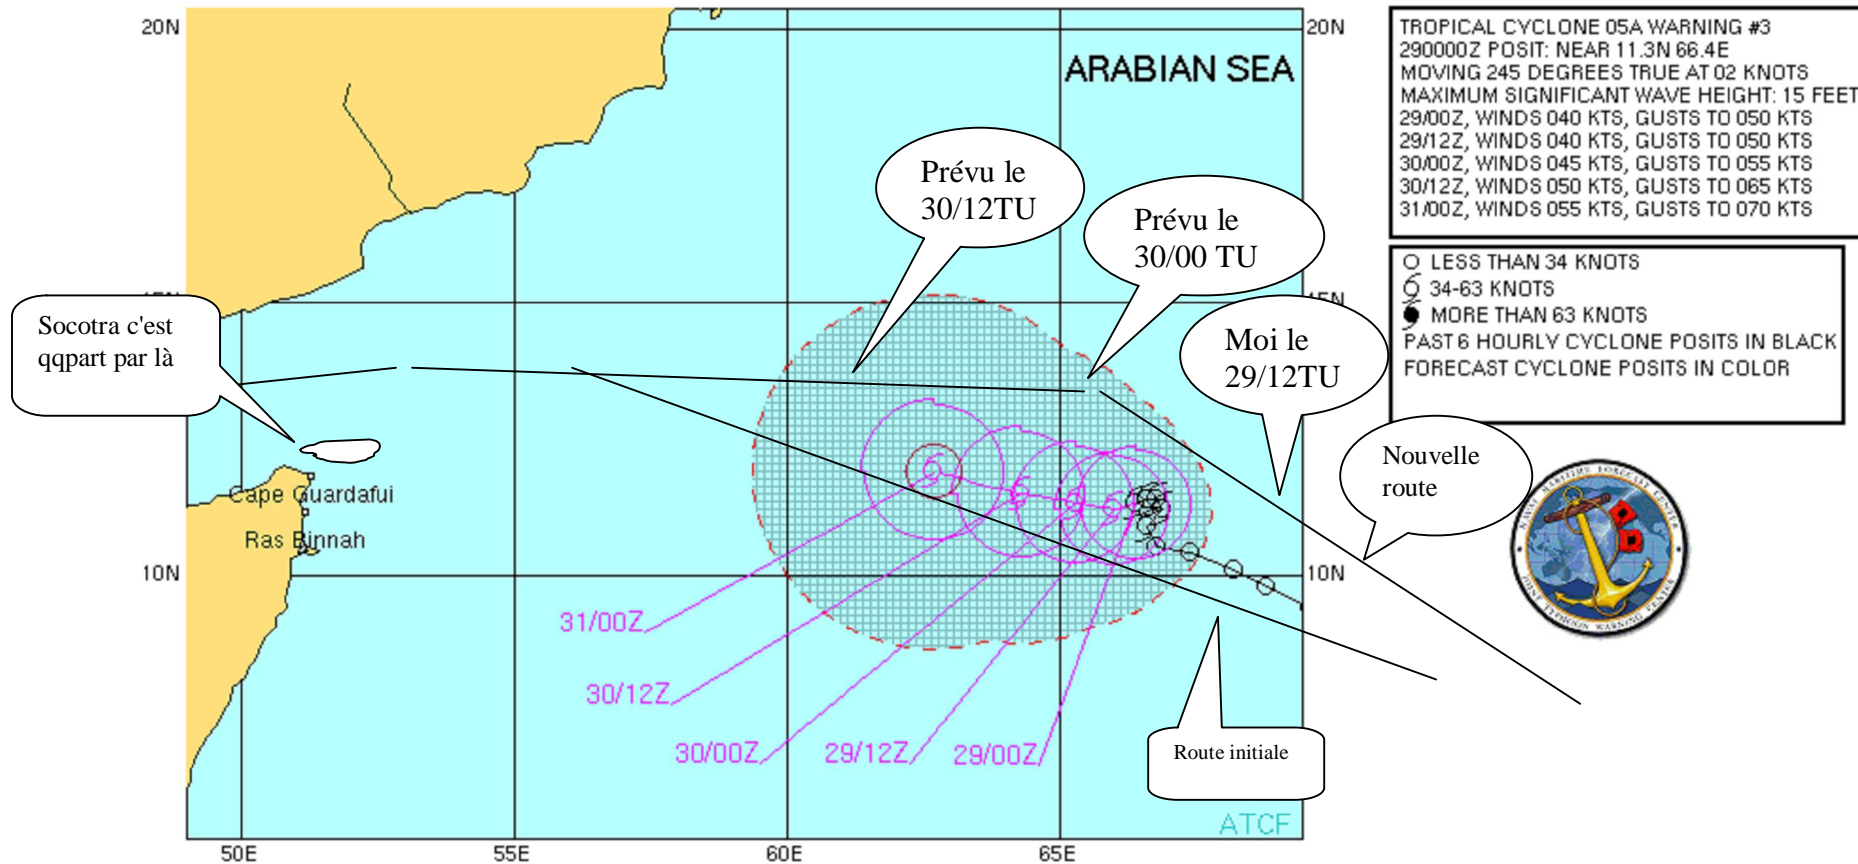 20N
ARABIAN SEA
20N
TROPICAL CYCLONE 05A WARNING #3
290000Z POSIT: NEAR 11.3N 66.4E
MOVING 245 DEGREES TRUE AT 02 KNOTS
MAXIMUM SIGNIFICANT WAVE HEIGHT: 15 FEET
29/00Z, WINDS 040 KTS, GUSTS TO 050 KTS
29/12Z, WINDS 040 KTS, GUSTS TO 050 KTS
30/00Z, WINDS 045 KTS, GUSTS TO 055 KTS
30/12Z, WINDS 050 KTS, GUSTS TO 065 KTS
31/00Z, WINDS 055 KTS, GUSTS TO 070 KTS
LESS THAN 34 KNOTS
34-63 KNOTS
MORE THAN 63 KNOTS
PAST 6 HOURLY CYCLONE POSITS IN BLACK
FORECAST CYCLONE POSITS IN COLOR
Prévu le
30/12TU
Prévu le
30/00 TU
Moi le
29/12TU
Socotra c'est
qqpart par là
Nouvelle
route
Cape Guardafui
Ras Binnah
10N
10N
31/00Z
30/12Z
30/00Z
29/12Z
29/00Z
Route initiale
ATCF
50E
55E
60E
65E
JOINT TYPHOON WARNING CENTER